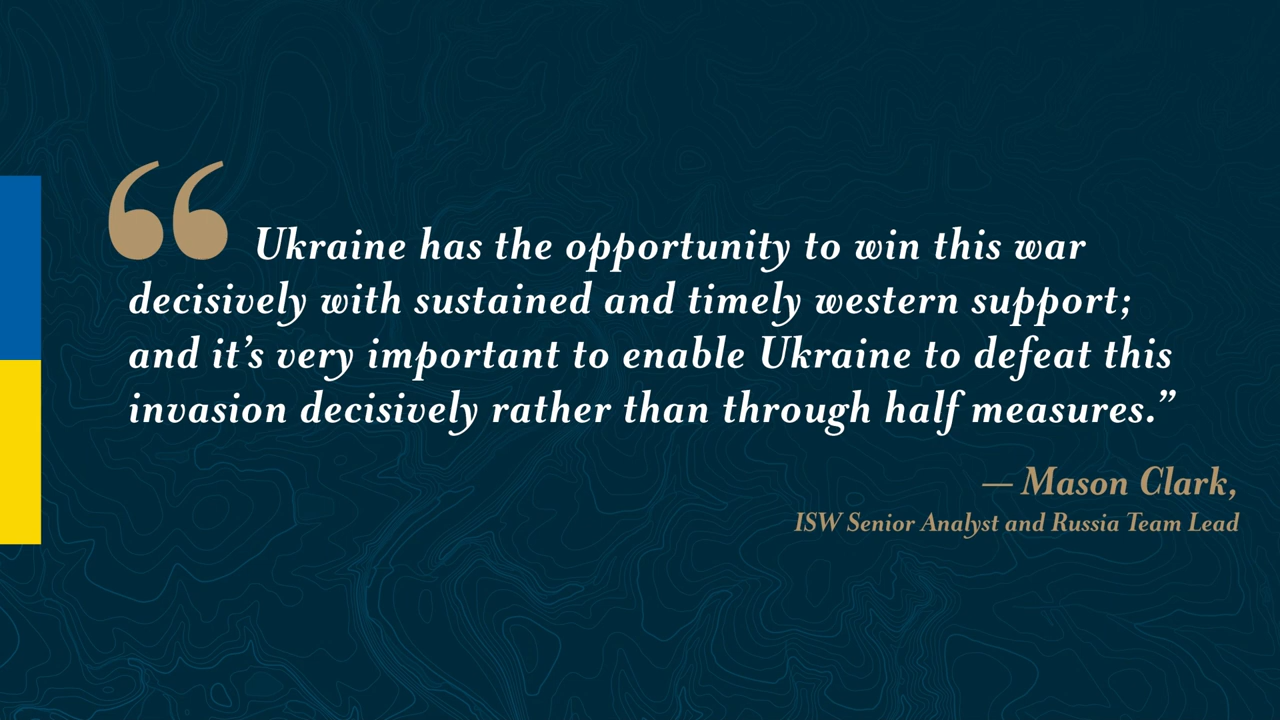 “ Ukraine has the opportunity to win this war
decisively with sustained and timely western support;
and it’s very important to enable Ukraine to defeat this
invasion decisively rather than through half measures.”
— Mason Clark,
ISW Senior Analyst and Russia Team Lead